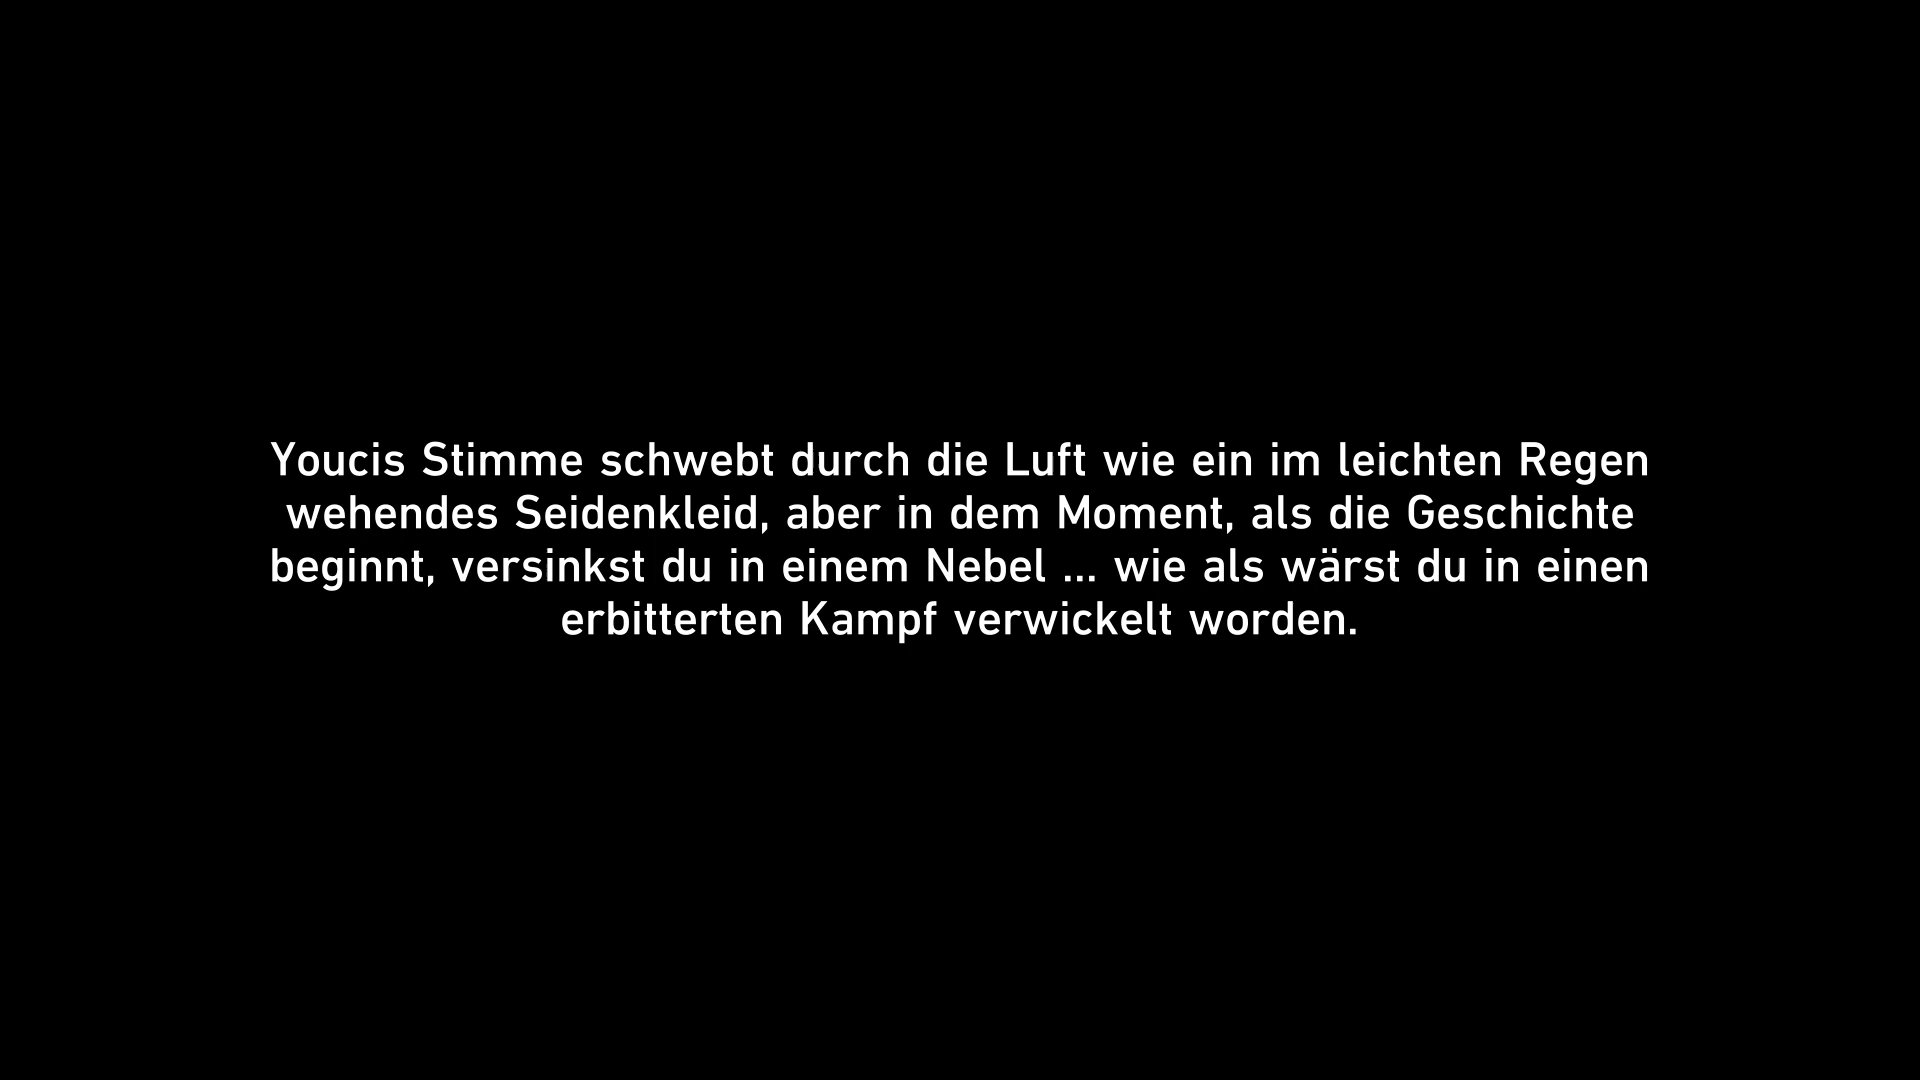 Youcis Stimme schwebt durch die Luft wie ein im leichten Regen
wehendes Seidenkleid, aber in dem Moment, als die Geschichte
beginnt, versinkst du in einem Nebel ... wie als wärst du in einen
erbitterten Kampf verwickelt worden.